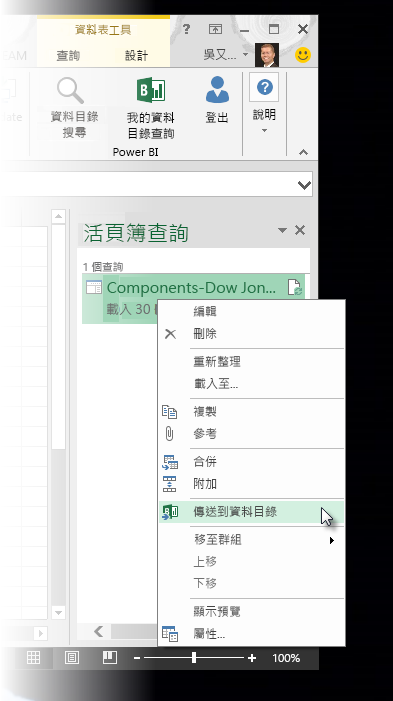 資料表工具
?
EAM
查詢
設計
吳又...
ate
資料目錄
搜尋
我的資料
目錄查詢
登出
說明
Power BI
活頁簿查詢
1 個查詢
Components-Dow Jon...
載入 30
編輯
刪除
重新整理
載入至...
複製
參考
合併
附加
傳送到資料目錄
移至群組
上移
下移
顯示預覽
屬性...
100%